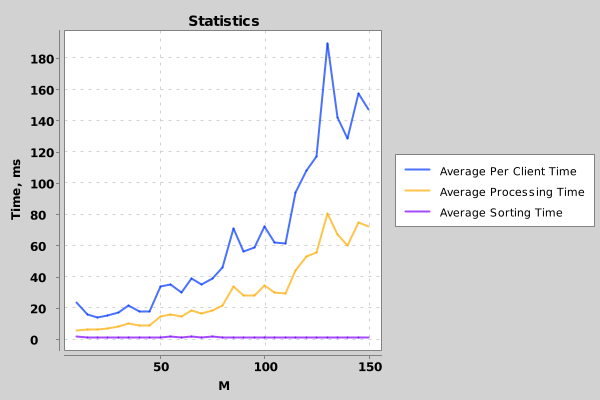 Statistics
Time, ms
180
160
140
120
100
80
60
40
20
0
50 100 150
M
Average Per Client Time
Average Processing Time
Average Sorting Time